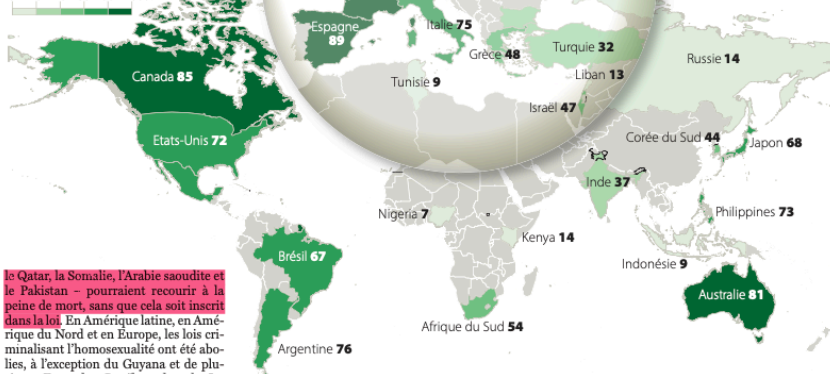 Espagne
89
Italie 75
Grèce 48
Turquie 32
Liban 13
Israël 47
Tunisie 9
Russie 14
Canada 85
Etats-Unis 72
Corée du Sud 44
Japon 68
Inde 37
Philippines 73
Nigeria 7
Kenya 14
Indonésie 9
Brésil 67
Australie 81
Afrique du Sud 54
Argentine 76
le Qatar, la Somalie, l'Arabie saoudite et
le Pakistan – pourraient recourir à la
peine de mort, sans que cela soit inscrit
dans la loi. En Amérique latine, en Amé-
rique du Nord et en Europe, les lois cri-
minalisant l'homosexualité ont été abo-
lies, à l'exception du Guyana et de plu-